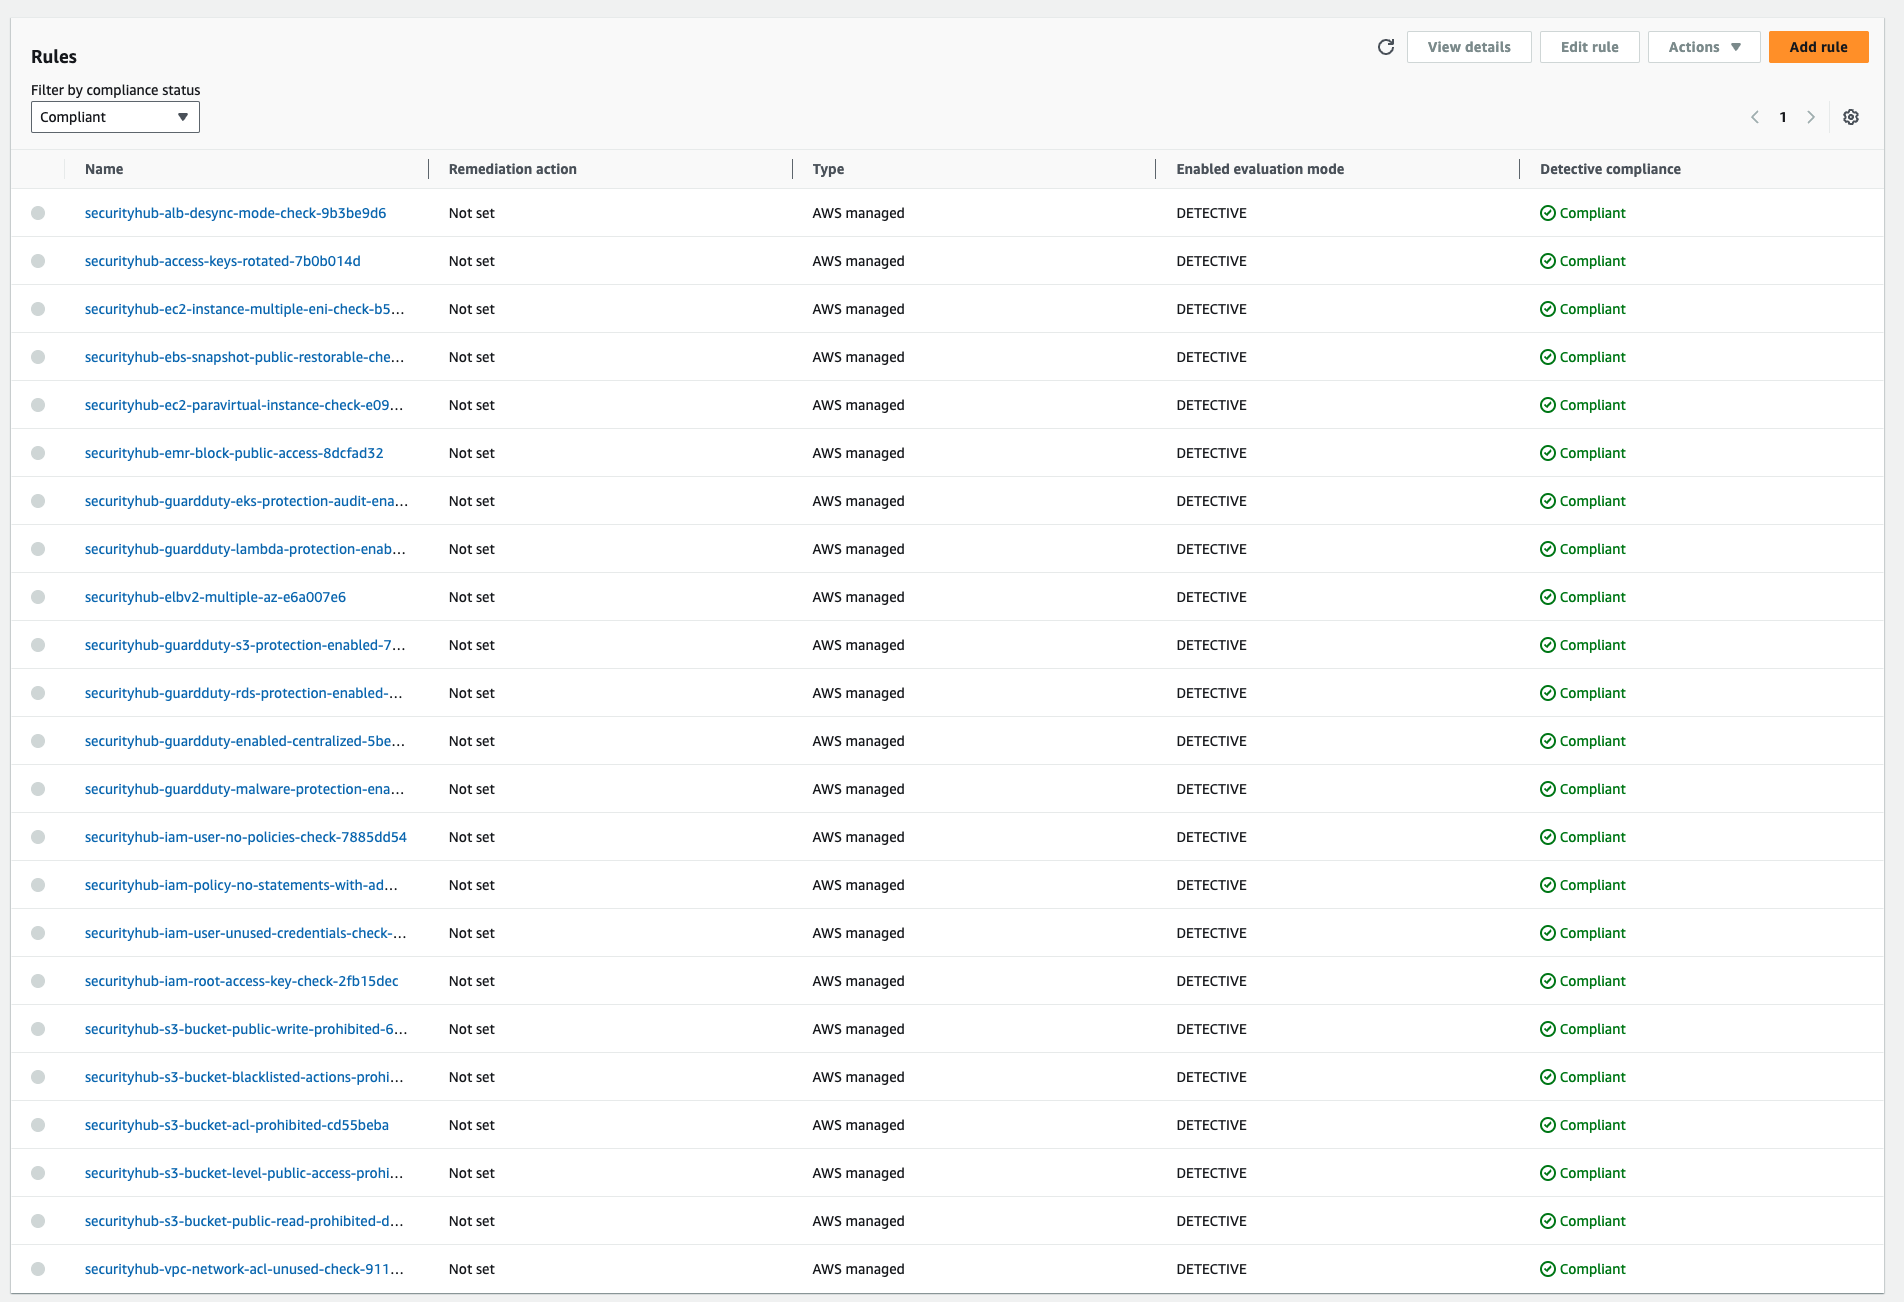 Rules
View details Edit rule Actions Add rule
Filter by compliance status
Compliant
1
Name Remediation action Type Enabled evaluation mode Detective compliance
securityhub-alb-desync-mode-check-9b3be9d6 Not set AWS managed DETECTIVE Compliant
securityhub-access-keys-rotated-7b0b014d Not set AWS managed DETECTIVE Compliant
securityhub-ec2-instance-multiple-eni-check-b5... Not set AWS managed DETECTIVE Compliant
securityhub-ebs-snapshot-public-restorable-che... Not set AWS managed DETECTIVE Compliant
securityhub-ec2-paravirtual-instance-check-e09... Not set AWS managed DETECTIVE Compliant
securityhub-emr-block-public-access-8dcfad32 Not set AWS managed DETECTIVE Compliant
securityhub-guardduty-eks-protection-audit-ena... Not set AWS managed DETECTIVE Compliant
securityhub-guardduty-lambda-protection-enab... Not set AWS managed DETECTIVE Compliant
securityhub-elbv2-multiple-az-e6a007e6 Not set AWS managed DETECTIVE Compliant
securityhub-guardduty-s3-protection-enabled-7... Not set AWS managed DETECTIVE Compliant
securityhub-guardduty-rds-protection-enabled-... Not set AWS managed DETECTIVE Compliant
securityhub-guardduty-enabled-centralized-5be... Not set AWS managed DETECTIVE Compliant
securityhub-guardduty-malware-protection-ena... Not set AWS managed DETECTIVE Compliant
securityhub-iam-user-no-policies-check-7885dd54 Not set AWS managed DETECTIVE Compliant
securityhub-iam-policy-no-statements-with-ad... Not set AWS managed DETECTIVE Compliant
securityhub-iam-user-unused-credentials-check-... Not set AWS managed DETECTIVE Compliant
securityhub-iam-root-access-key-check-2fb15dec Not set AWS managed DETECTIVE Compliant
securityhub-s3-bucket-public-write-prohibited-6... Not set AWS managed DETECTIVE Compliant
securityhub-s3-bucket-blacklisted-actions-prohi... Not set AWS managed DETECTIVE Compliant
securityhub-s3-bucket-acl-prohibited-cd55beba Not set AWS managed DETECTIVE Compliant
securityhub-s3-bucket-level-public-access-prohi... Not set AWS managed DETECTIVE Compliant
securityhub-s3-bucket-public-read-prohibited-d... Not set AWS managed DETECTIVE Compliant
securityhub-vpc-network-acl-unused-check-911... Not set AWS managed DETECTIVE Compliant